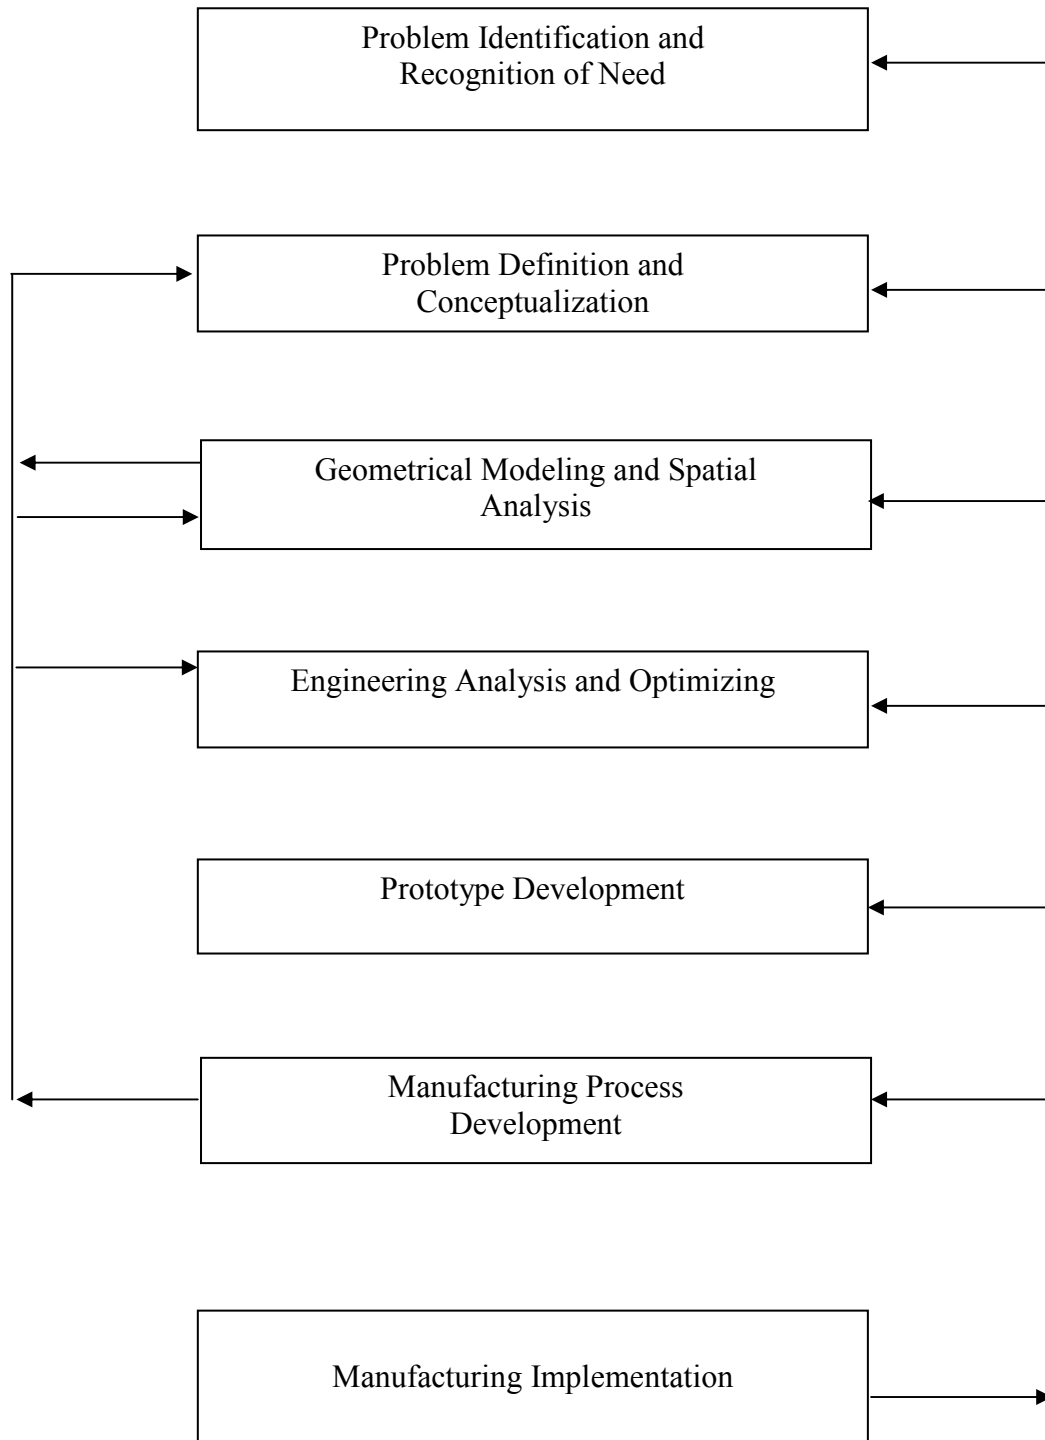 Problem Identification and
Recognition of Need
Problem Definition and
Conceptualization
Geometrical Modeling and Spatial
Analysis
Engineering Analysis and Optimizing
Prototype Development
Manufacturing Process
Development
Manufacturing Implementation